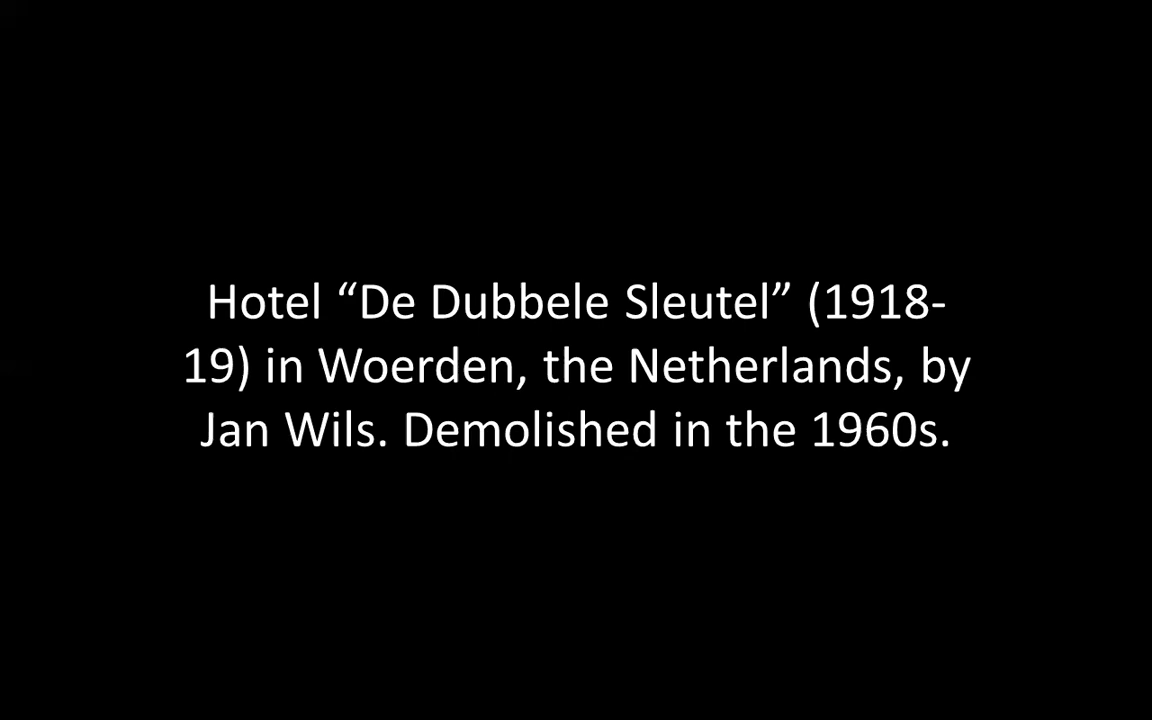 Hotel “De Dubbele Sleutel” (1918-
19) in Woerden, the Netherlands, by
Jan Wils. Demolished in the 1960s.